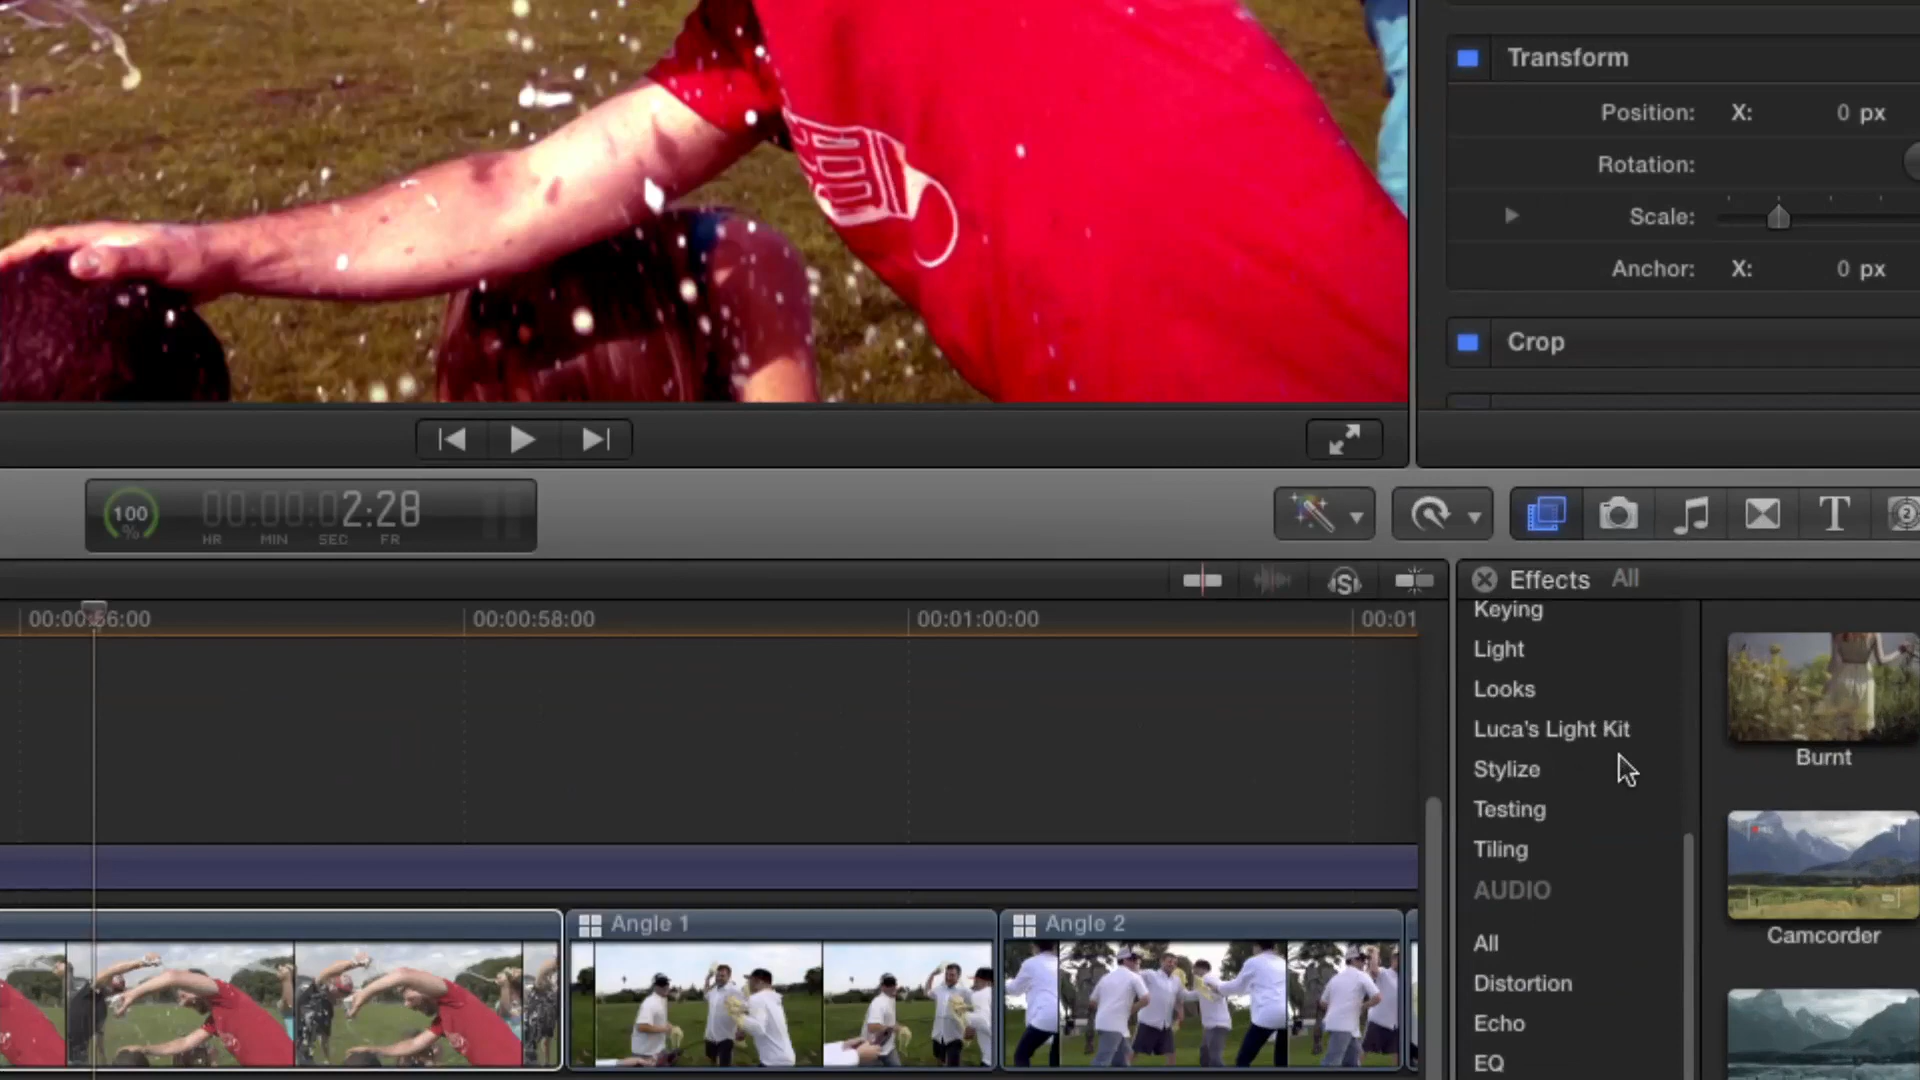 Transform
Position: X: 0 px
Rotation:
Scale:
Anchor: X: 0 px
Crop
100 %
00:00:02:28
HR MIN SEC FR
Effects All
00:00:56:00
00:00:58:00
00:01:00:00
00:01
Keying
Light
Looks
Luca's Light Kit
Stylize
Testing
Tiling
AUDIO
All
Distortion
Echo
EQ
Burnt
Camcorder
Angle 1
Angle 2